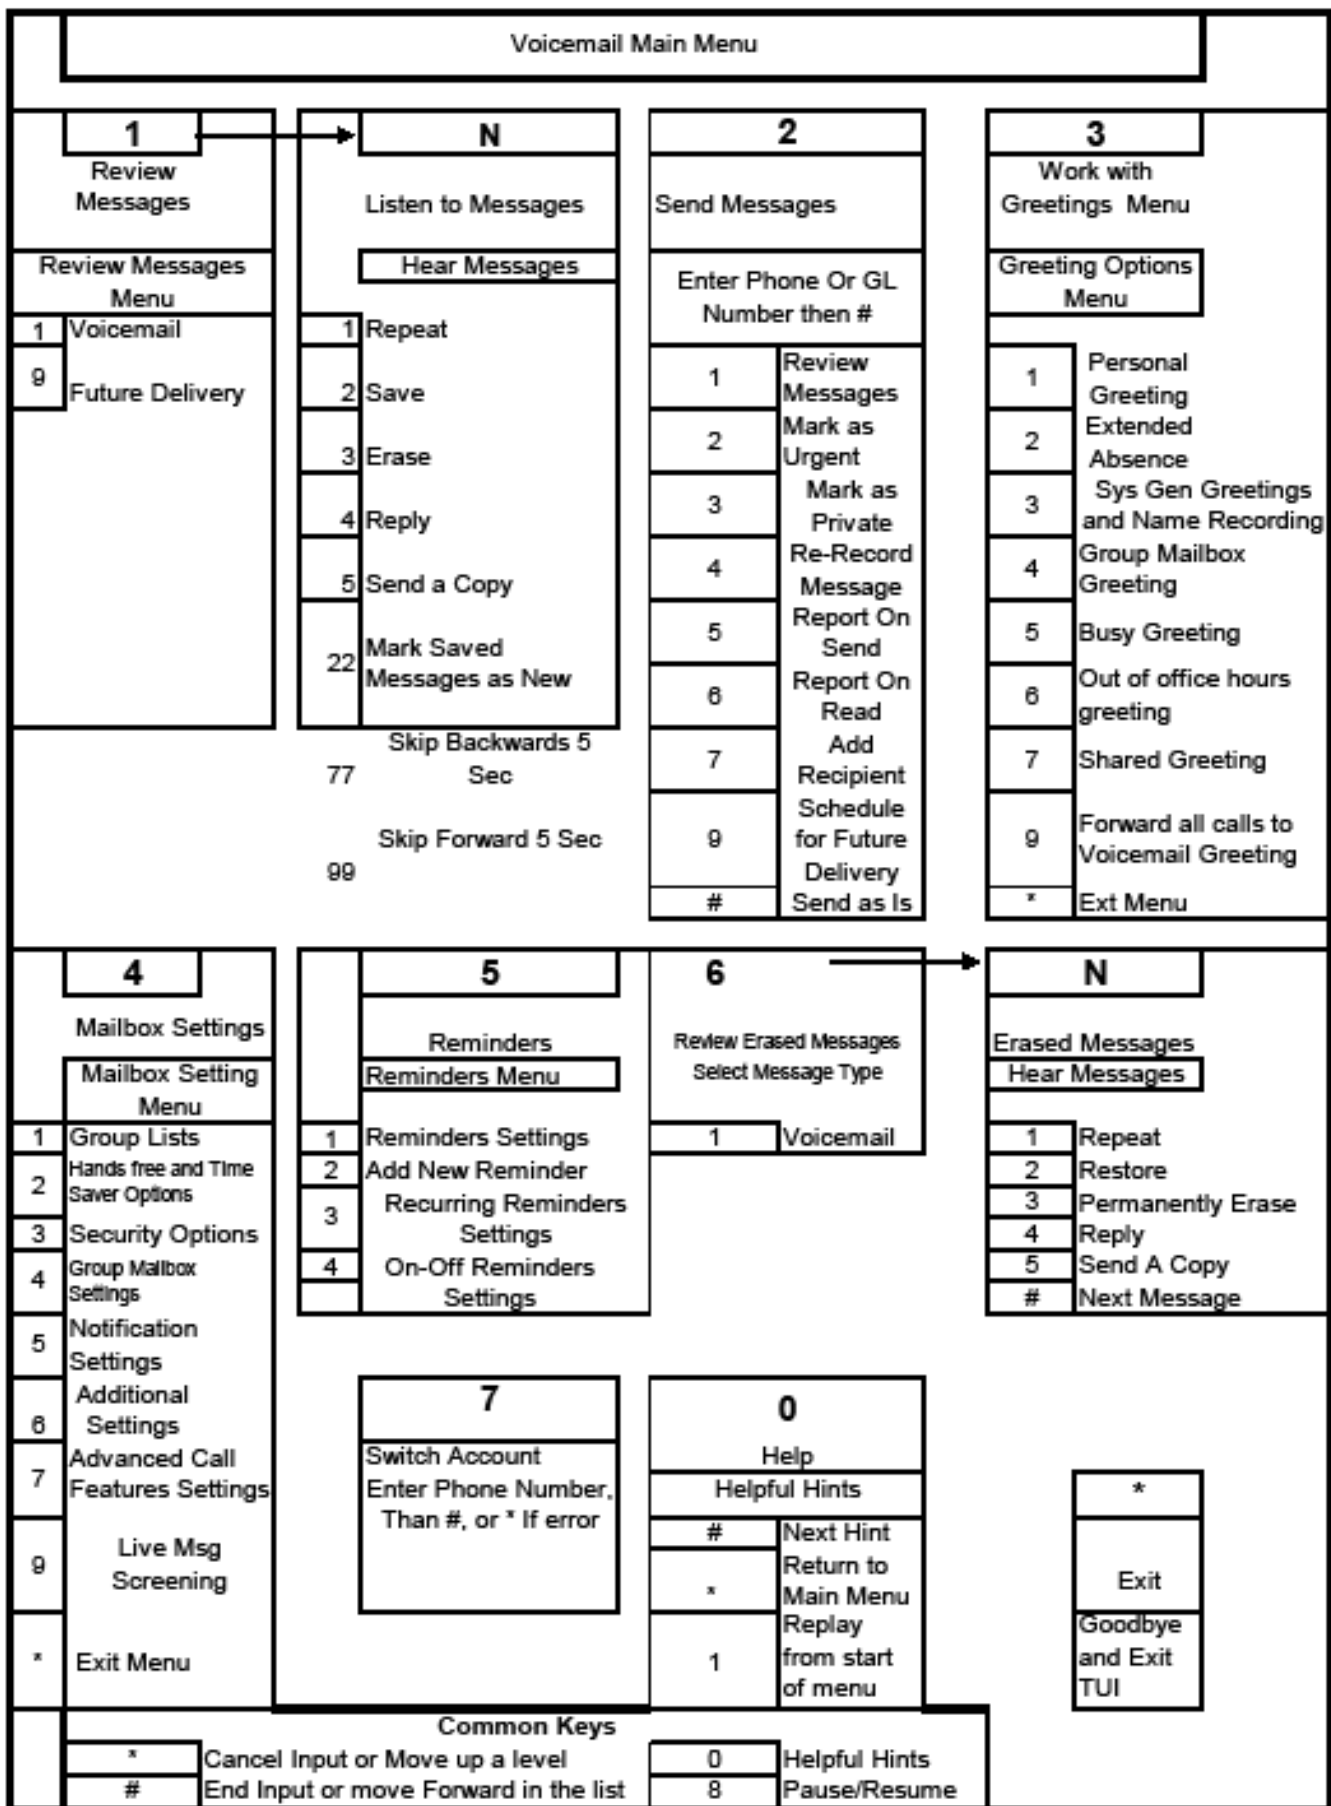 Voicemail Main Menu
1
Review
Messages
Review Messages
Menu
1 Voicemail
9 Future Delivery
N
Listen to Messages
Hear Messages
1 Repeat
2 Save
3 Erase
4 Reply
5 Send a Copy
22 Mark Saved
Messages as New
Skip Backwards 5
77 Sec
Skip Forward 5 Sec
99
2
Send Messages
Enter Phone Or GL
Number then #
1 Review
Messages
2 Mark as
Urgent
3 Mark as
Private
4 Re-Record
Message
5 Report On
Send
6 Report On
Read
7 Add
Recipient
9 Schedule
for Future
Delivery
# Send as Is
3
Work with
Greetings Menu
Greeting Options
Menu
1 Personal
Greeting
2 Extended
Absence
3 Sys Gen Greetings
and Name Recording
4 Group Mailbox
Greeting
5 Busy Greeting
6 Out of office hours
greeting
7 Shared Greeting
9 Forward all calls to
Voicemail Greeting
* Ext Menu
4
Mailbox Settings
Mailbox Setting
Menu
1 Group Lists
2 Hands free and Time
Saver Options
3 Security Options
4 Group Mailbox
Settings
5 Notification
Settings
6 Additional
Settings
7 Advanced Call
Features Settings
9 Live Msg
Screening
* Exit Menu
5
Reminders
Reminders Menu
1 Reminders Settings
2 Add New Reminder
3 Recurring Reminders
Settings
4 On-Off Reminders
Settings
6
Review Erased Messages
Select Message Type
1 Voicemail
N
Erased Messages
Hear Messages
1 Repeat
2 Restore
3 Permanently Erase
4 Reply
5 Send A Copy
# Next Message
7
Switch Account
Enter Phone Number,
Than #, or * If error
0
Help
Helpful Hints
# Next Hint
* Return to
Main Menu
1 Replay
from start
of menu
*
Exit
Goodbye
and Exit
TUI
Common Keys
* Cancel Input or Move up a level
# End Input or move Forward in the list
0 Helpful Hints
8 Pause/Resume